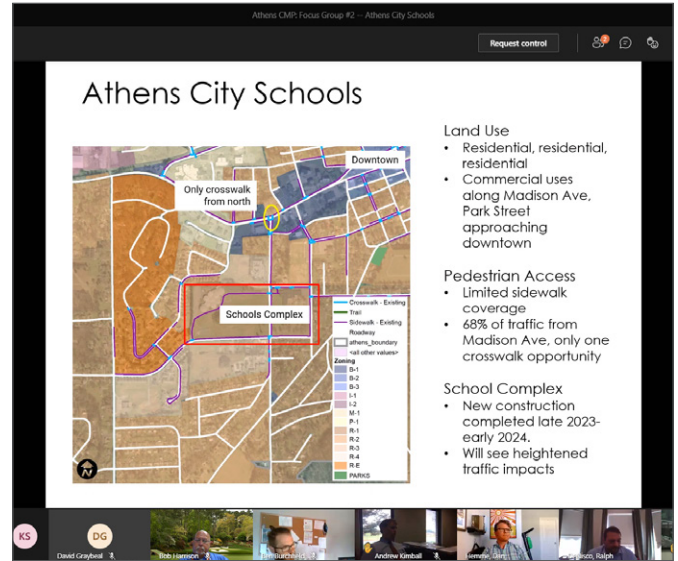 Athens CMP: Focus Group #2 -- Athens City Schools
Request control
2
Athens City Schools
Downtown
Only crosswalk
from north
Schools Complex
Crosswalk - Existing
Trail
Sidewalk - Existing
Roadway
athens_boundary
<all other values>
Zoning
B-1
B-2
B-3
I-1
I-2
M-1
P-1
R-1
R-2
R-3
R-4
R-E
PARKS
N
Land Use
• Residential, residential,
residential
• Commercial uses
along Madison Ave,
Park Street
approaching
downtown
Pedestrian Access
• Limited sidewalk
coverage
• 68% of traffic from
Madison Ave, only one
crosswalk opportunity
School Complex
• New construction
completed late 2023-
early 2024.
• Will see heightened
traffic impacts
KS
DG
David Graybeal
Bob Harrison
Andrew Kimball
Ralph